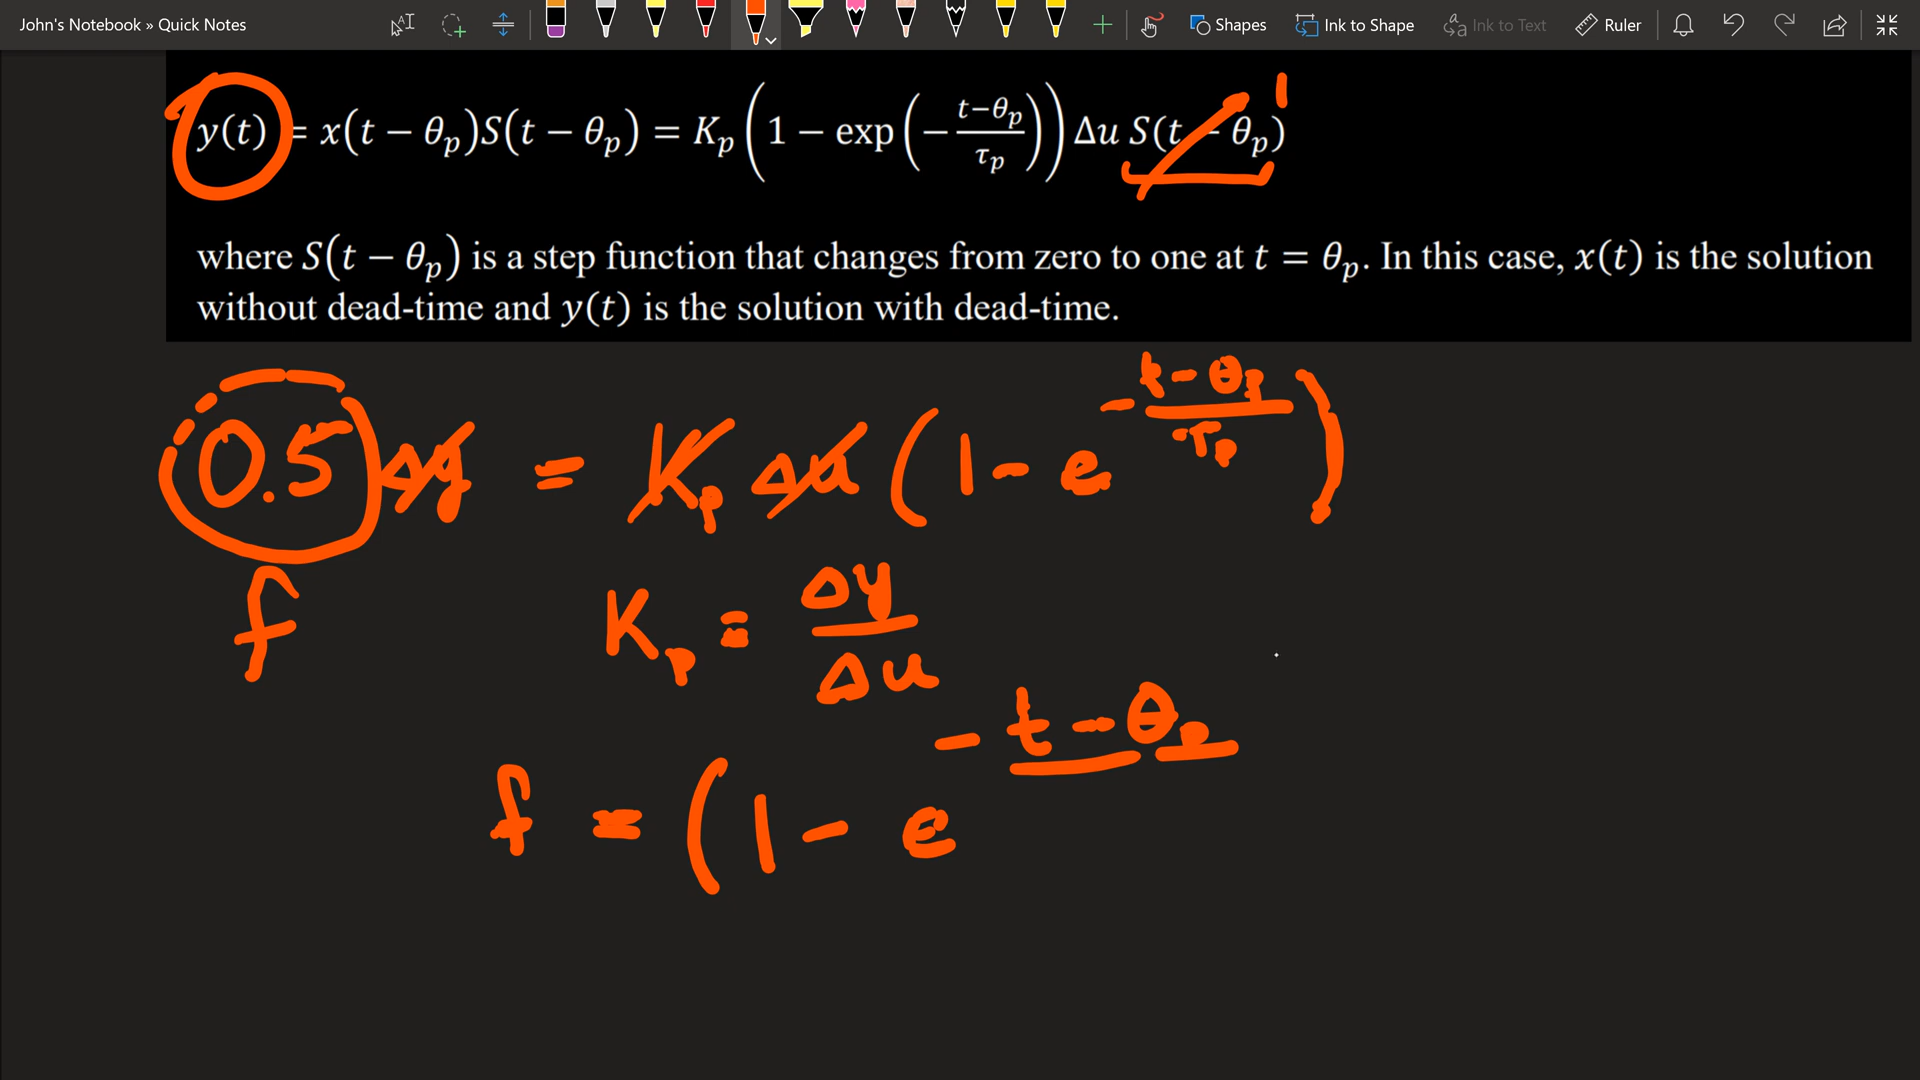 John's Notebook » Quick Notes
Shapes
Ink to Shape
Ink to Text
Ruler
y(t) = x(t − θp)S(t − θp) = Kp (1 − exp (− (t−θp)/τp)) Δu S(t − θp) 1
where S(t − θp) is a step function that changes from zero to one at t = θp. In this case, x(t) is the solution
without dead-time and y(t) is the solution with dead-time.
0.5 Δy = Kp Δu (1 − e^(− (t − θp)/τp))
f
Kp = Δy/Δu
f = (1 − e^(− t − θp